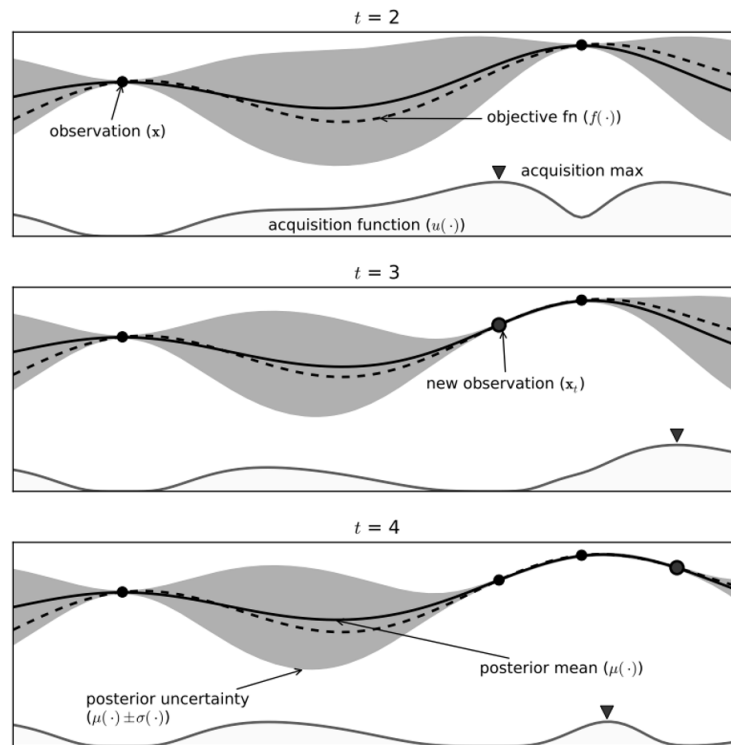 t = 2
observation (x)
objective fn (f(·))
acquisition max
acquisition function (u(·))
t = 3
new observation (xₜ)
t = 4
posterior mean (μ(·))
posterior uncertainty
(μ(·)±σ(·))